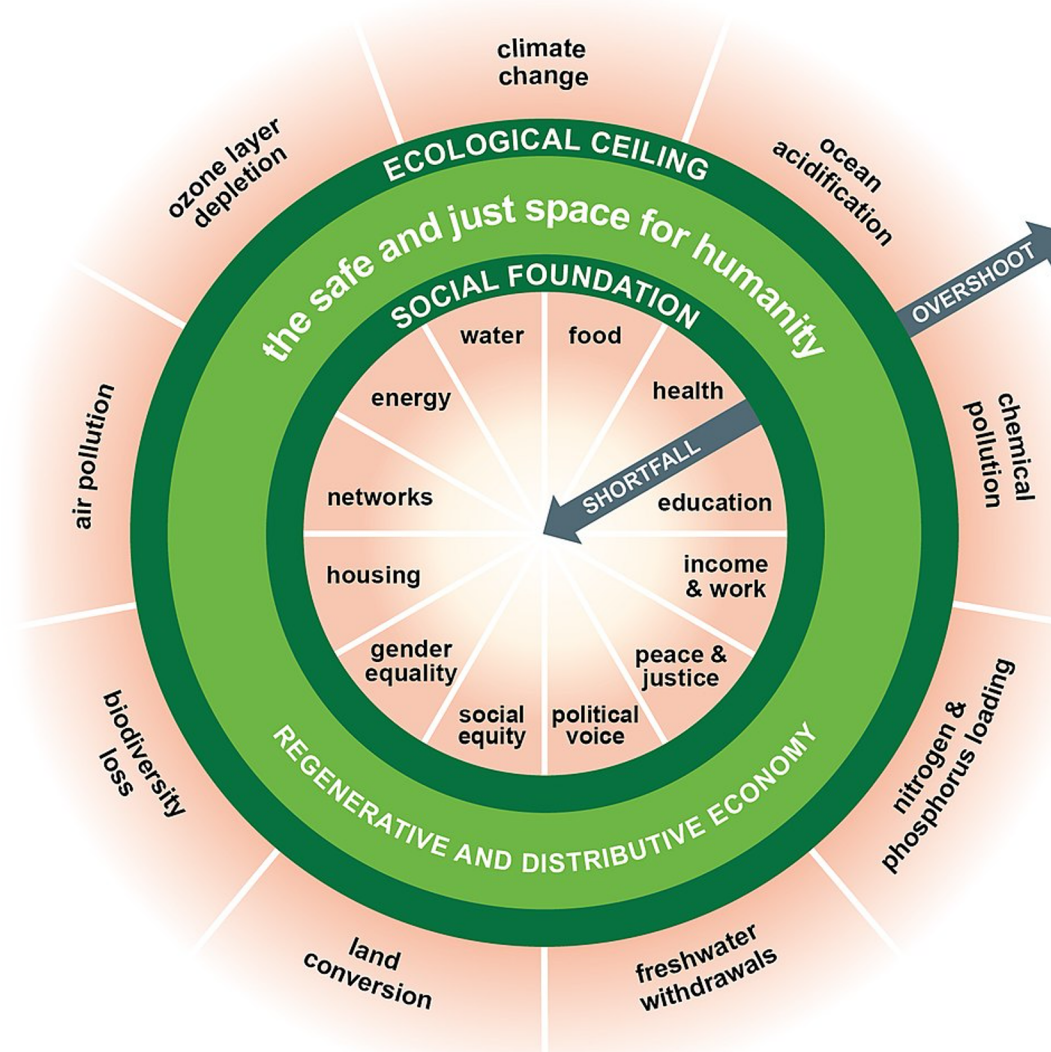 climate
change
ocean
acidification
OVERSHOOT
chemical
pollution
nitrogen &
phosphorus loading
freshwater
withdrawals
land
conversion
biodiversity
loss
air pollution
ozone layer
depletion
ECOLOGICAL CEILING
the safe and just space for humanity
SOCIAL FOUNDATION
water
food
health
SHORTFALL
education
income
& work
peace &
justice
political
voice
social
equity
gender
equality
housing
networks
energy
REGENERATIVE AND DISTRIBUTIVE ECONOMY